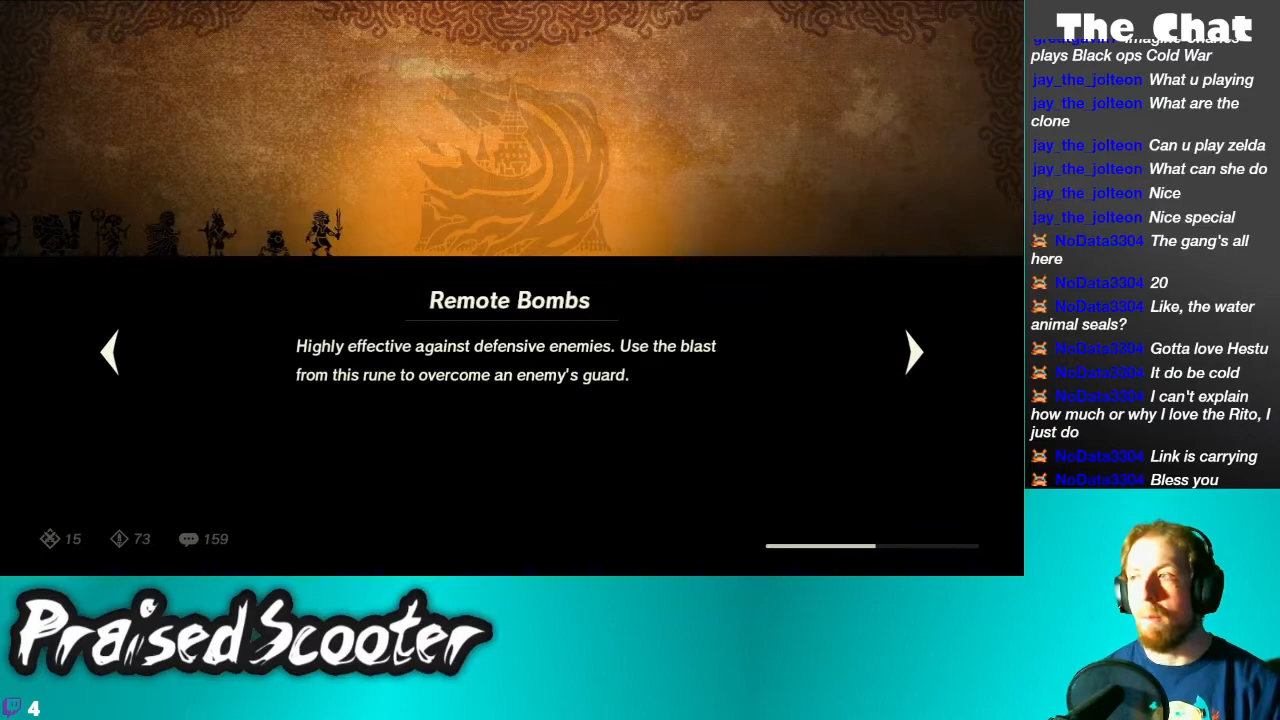 The Chat
plays Black ops Cold War
jay_the_jolteon What u playing
jay_the_jolteon What are the
clone
jay_the_jolteon Can u play zelda
jay_the_jolteon What can she do
jay_the_jolteon Nice
jay_the_jolteon Nice special
NoData3304 The gang's all
here
NoData3304 20
NoData3304 Like, the water
animal seals?
NoData3304 Gotta love Hestu
NoData3304 It do be cold
NoData3304 I can't explain
how much or why I love the Rito, I
just do
NoData3304 Link is carrying
NoData3304 Bless you
Remote Bombs
Highly effective against defensive enemies. Use the blast
from this rune to overcome an enemy's guard.
15 73 159
PraisedScooter
4